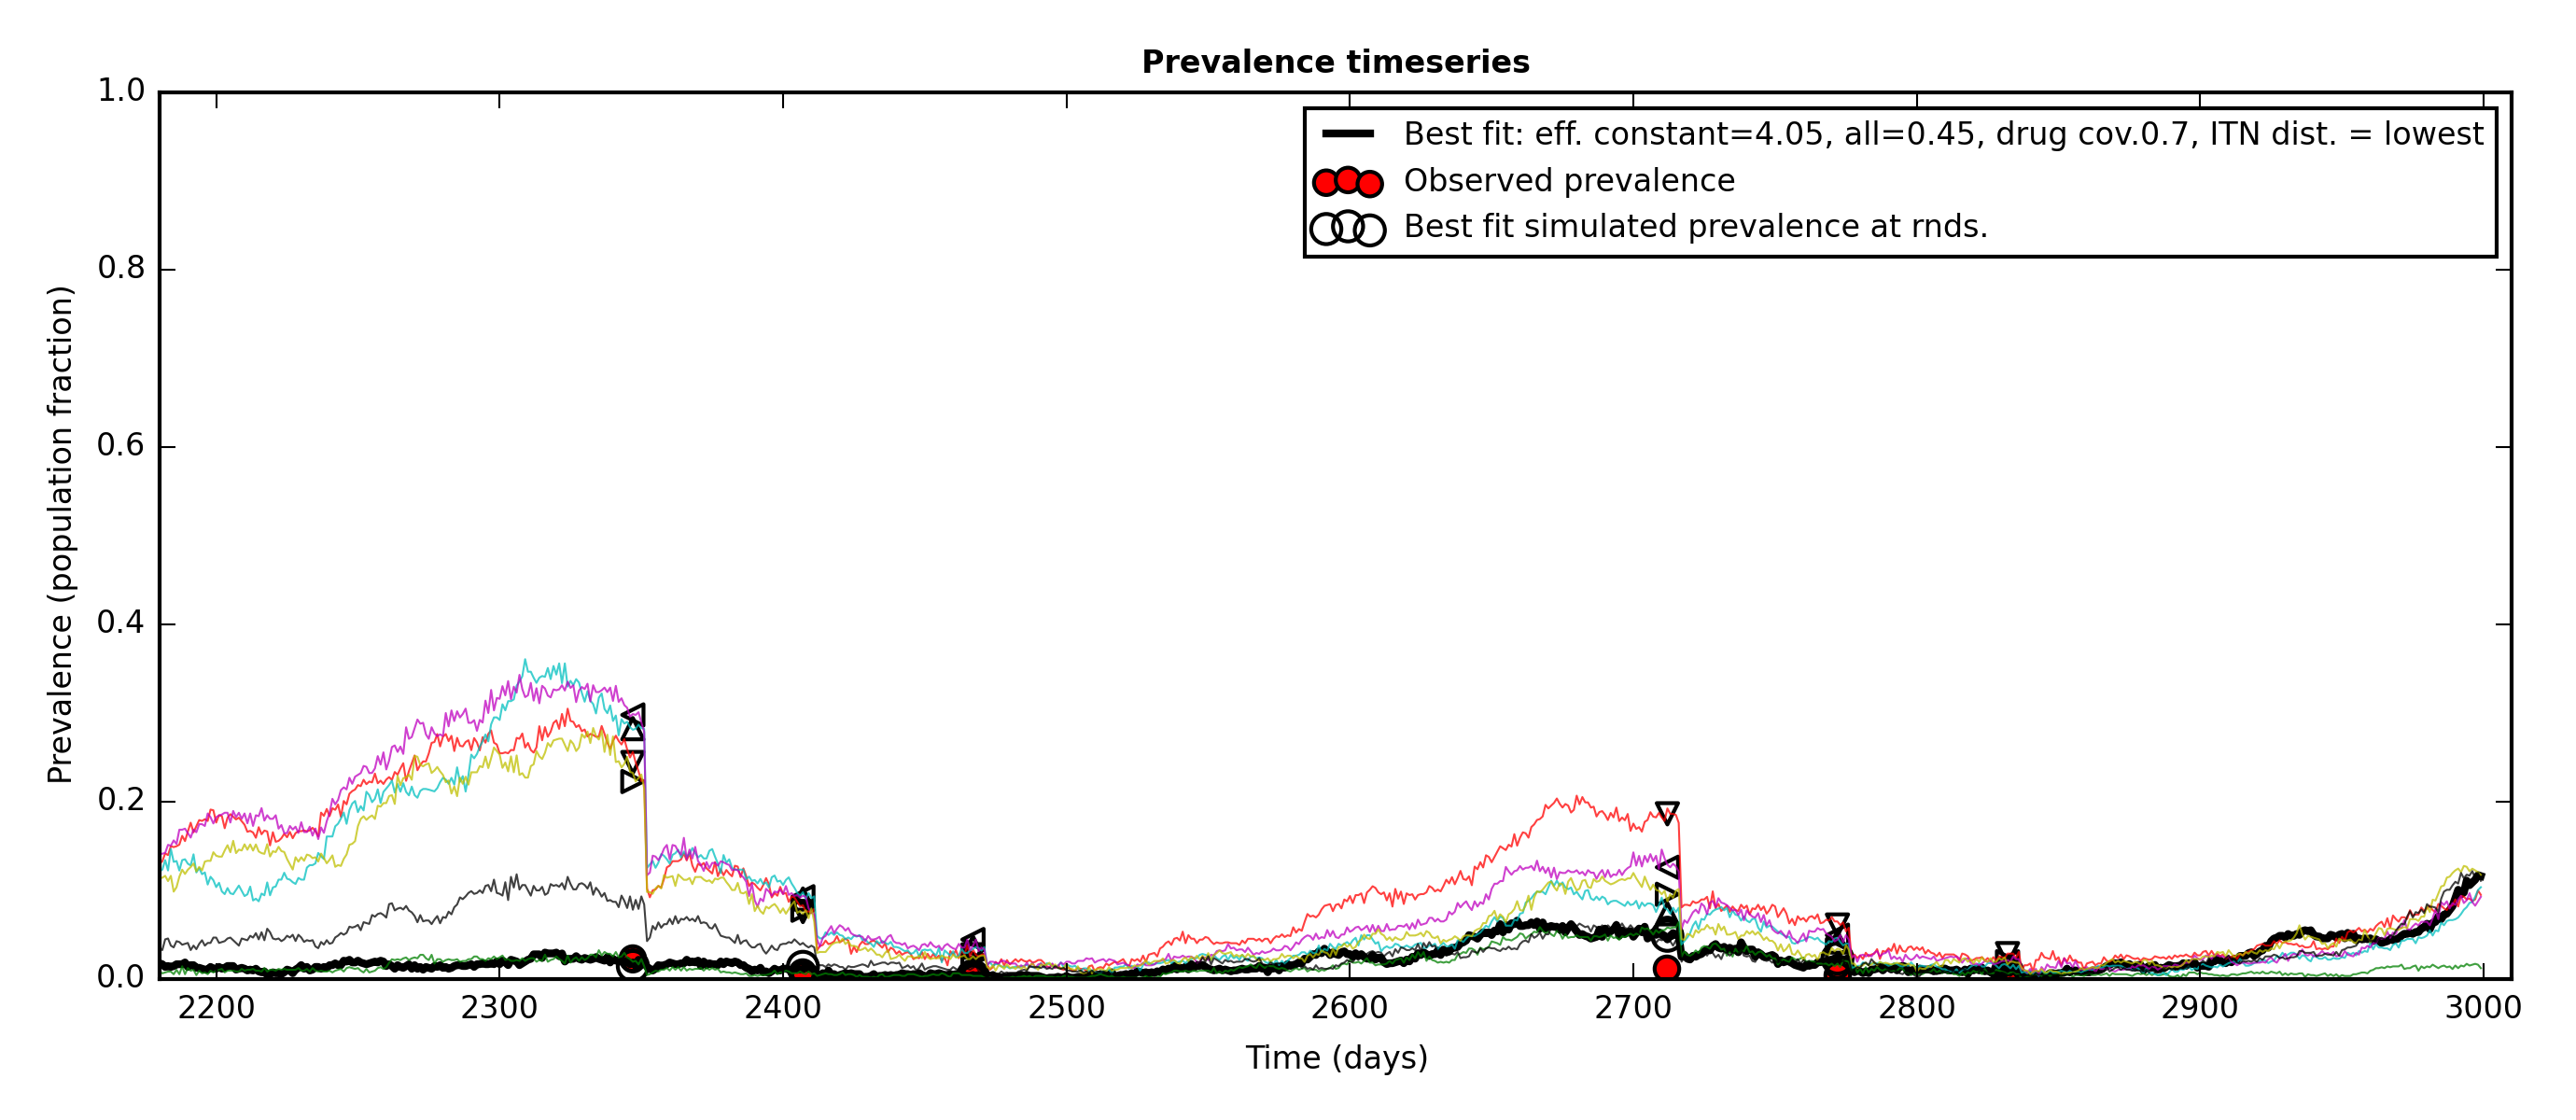 Prevalence timeseries
Best fit: eff. constant=4.05, all=0.45, drug cov.0.7, ITN dist. = lowest
Observed prevalence
Best fit simulated prevalence at rnds.
Prevalence (population fraction)
1.0
0.8
0.6
0.4
0.2
0.0
2200 2300 2400 2500 2600 2700 2800 2900 3000
Time (days)